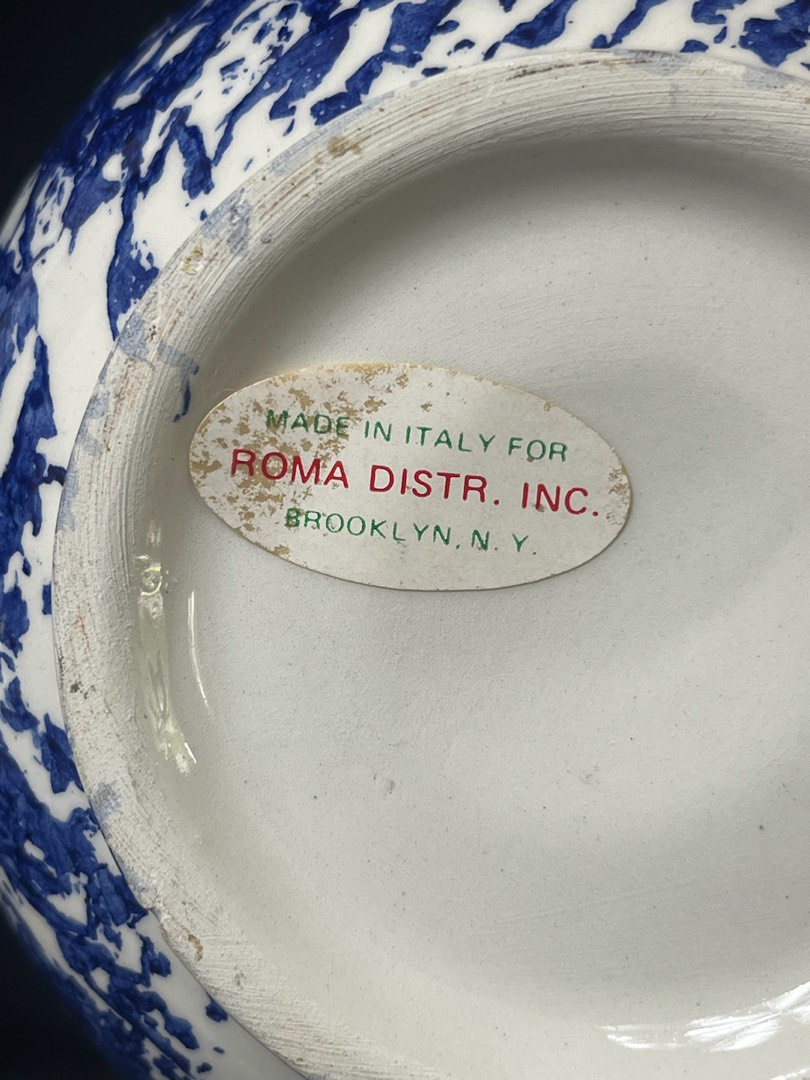 MADE IN ITALY FOR
ROMA DISTR. INC.
BROOKLYN, N. Y.